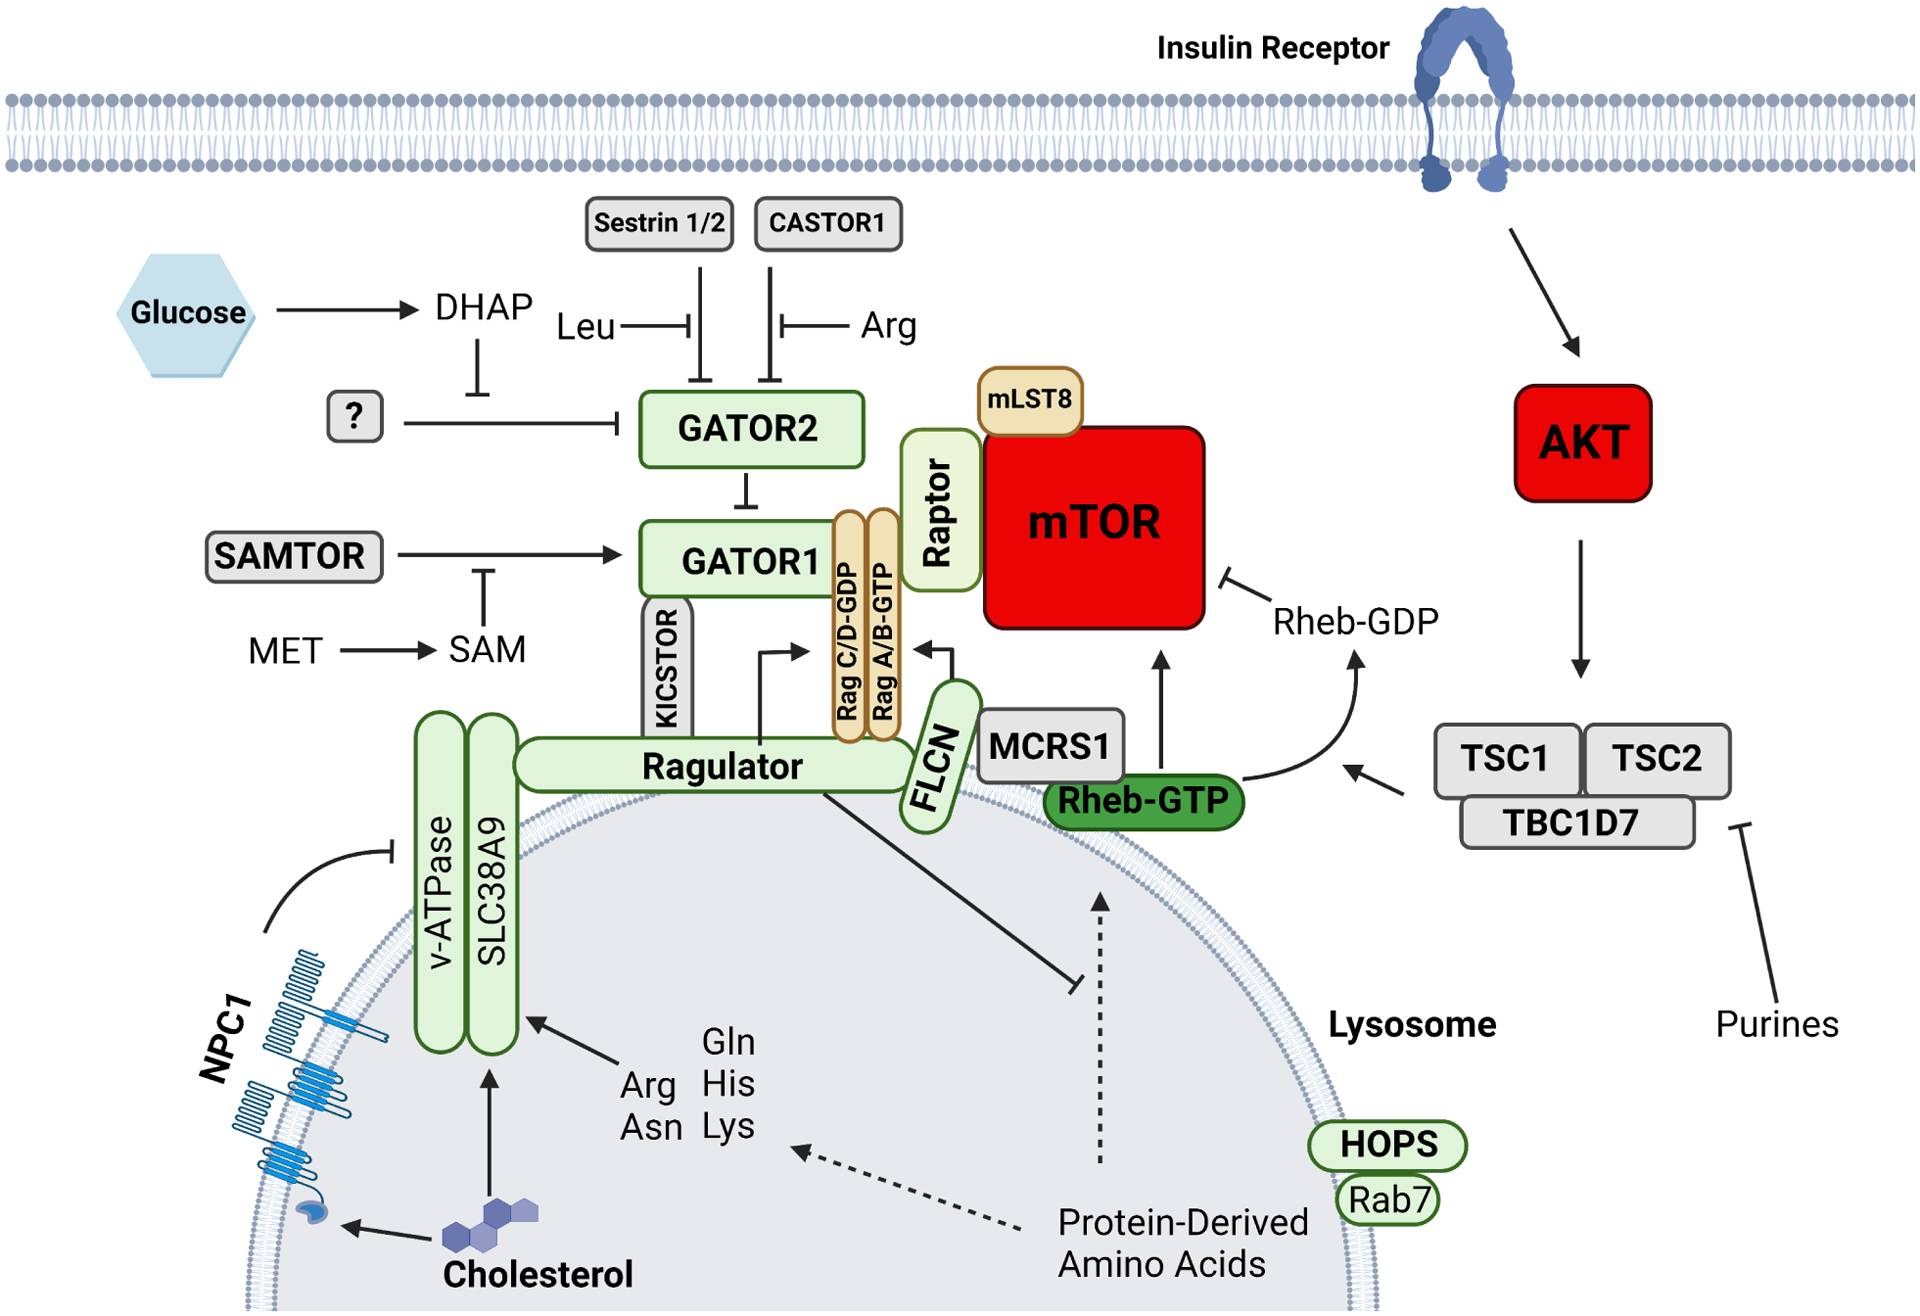 Insulin Receptor
Sestrin 1/2
CASTOR1
Glucose
DHAP
Leu
Arg
?
GATOR2
mLST8
Raptor
mTOR
AKT
SAMTOR
GATOR1
Rag C/D-GDP
Rag A/B-GTP
MET
SAM
KICSTOR
Rheb-GDP
Ragulator
FLCN
MCRS1
Rheb-GTP
TSC1
TSC2
TBC1D7
v-ATPase
SLC38A9
NPC1
Gln
Arg
His
Asn
Lys
Lysosome
Purines
HOPS
Rab7
Protein-Derived
Amino Acids
Cholesterol